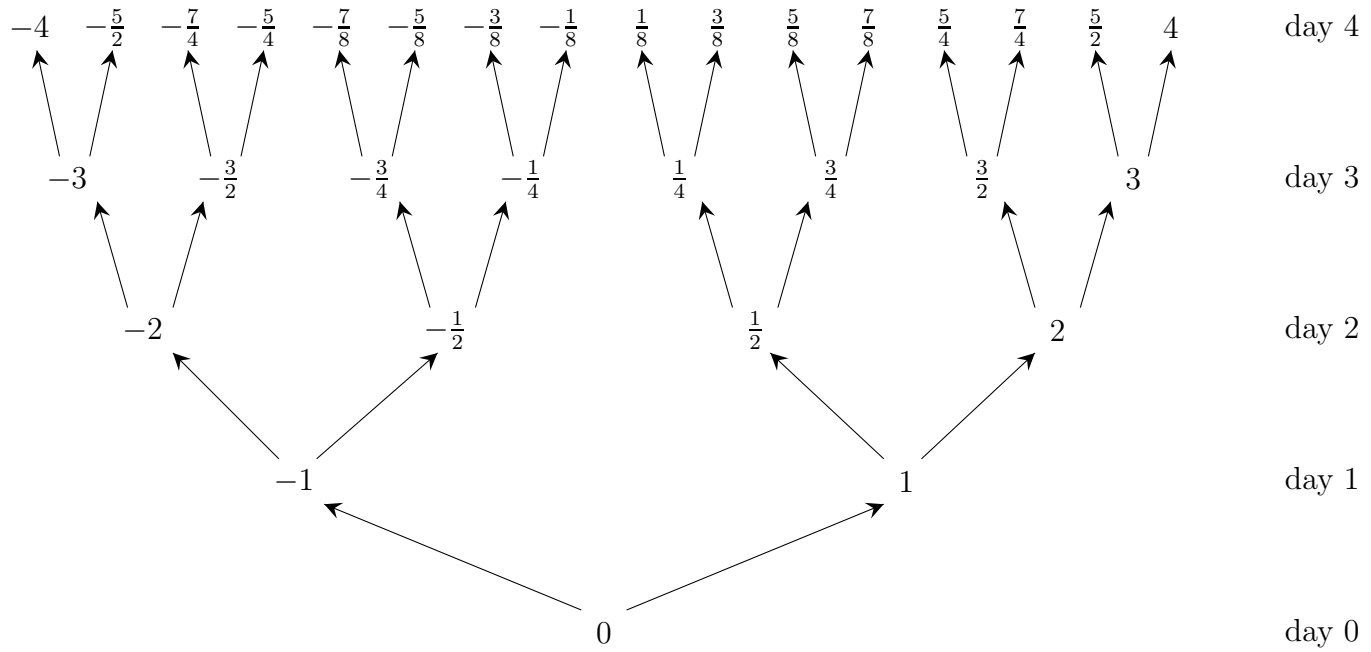 −4 −5/2 −7/4 −5/4 −7/8 −5/8 −3/8 −1/8 1/8 3/8 5/8 7/8 5/4 7/4 5/2 4 day 4
−3 −3/2 −3/4 −1/4 1/4 3/4 3/2 3 day 3
−2 −1/2 1/2 2 day 2
−1 1 day 1
0 day 0